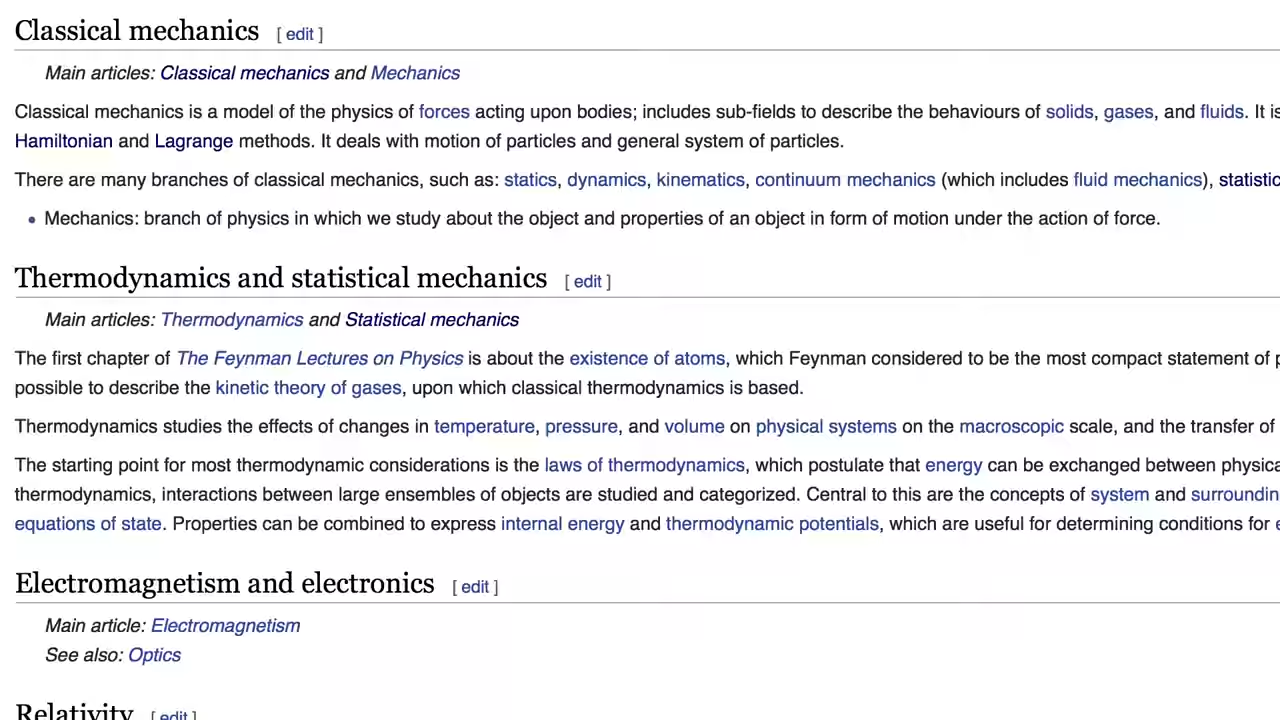 Classical mechanics [ edit ]
Main articles: Classical mechanics and Mechanics
Classical mechanics is a model of the physics of forces acting upon bodies; includes sub-fields to describe the behaviours of solids, gases, and fluids. It is
Hamiltonian and Lagrange methods. It deals with motion of particles and general system of particles.
There are many branches of classical mechanics, such as: statics, dynamics, kinematics, continuum mechanics (which includes fluid mechanics),
• Mechanics: branch of physics in which we study about the object and properties of an object in form of motion under the action of force.
Thermodynamics and statistical mechanics [ edit ]
Main articles: Thermodynamics and Statistical mechanics
The first chapter of The Feynman Lectures on Physics is about the existence of atoms, which Feynman considered to be the most compact statement of
possible to describe the kinetic theory of gases, upon which classical thermodynamics is based.
Thermodynamics studies the effects of changes in temperature, pressure, and volume on physical systems on the macroscopic scale, and the transfer of
The starting point for most thermodynamic considerations is the laws of thermodynamics, which postulate that energy can be exchanged between
thermodynamics, interactions between large ensembles of objects are studied and categorized. Central to this are the concepts of system and
equations of state. Properties can be combined to express internal energy and thermodynamic potentials, which are useful for determining conditions for
Electromagnetism and electronics [ edit ]
Main article: Electromagnetism
See also: Optics
Relativity [ edit ]